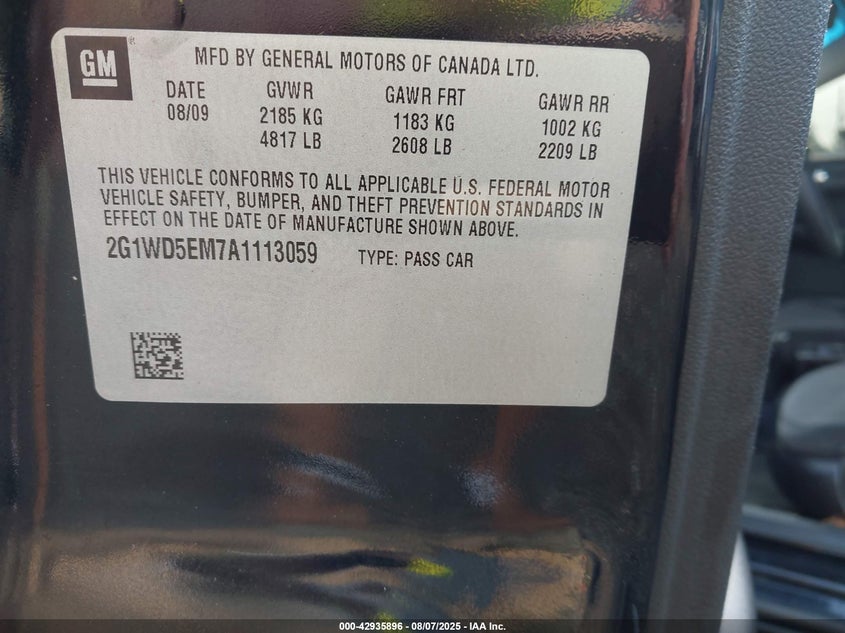 GM
MFD BY GENERAL MOTORS OF CANADA LTD.
DATE GVWR GAWR FRT GAWR RR
08/09 2185 KG 1183 KG 1002 KG
4817 LB 2608 LB 2209 LB
THIS VEHICLE CONFORMS TO ALL APPLICABLE U.S. FEDERAL MOTOR
VEHICLE SAFETY, BUMPER, AND THEFT PREVENTION STANDARDS IN
EFFECT ON THE DATE OF MANUFACTURE SHOWN ABOVE.
2G1WD5EM7A1113059 TYPE: PASS CAR
000-42935896 - 08/07/2025 - IAA Inc.